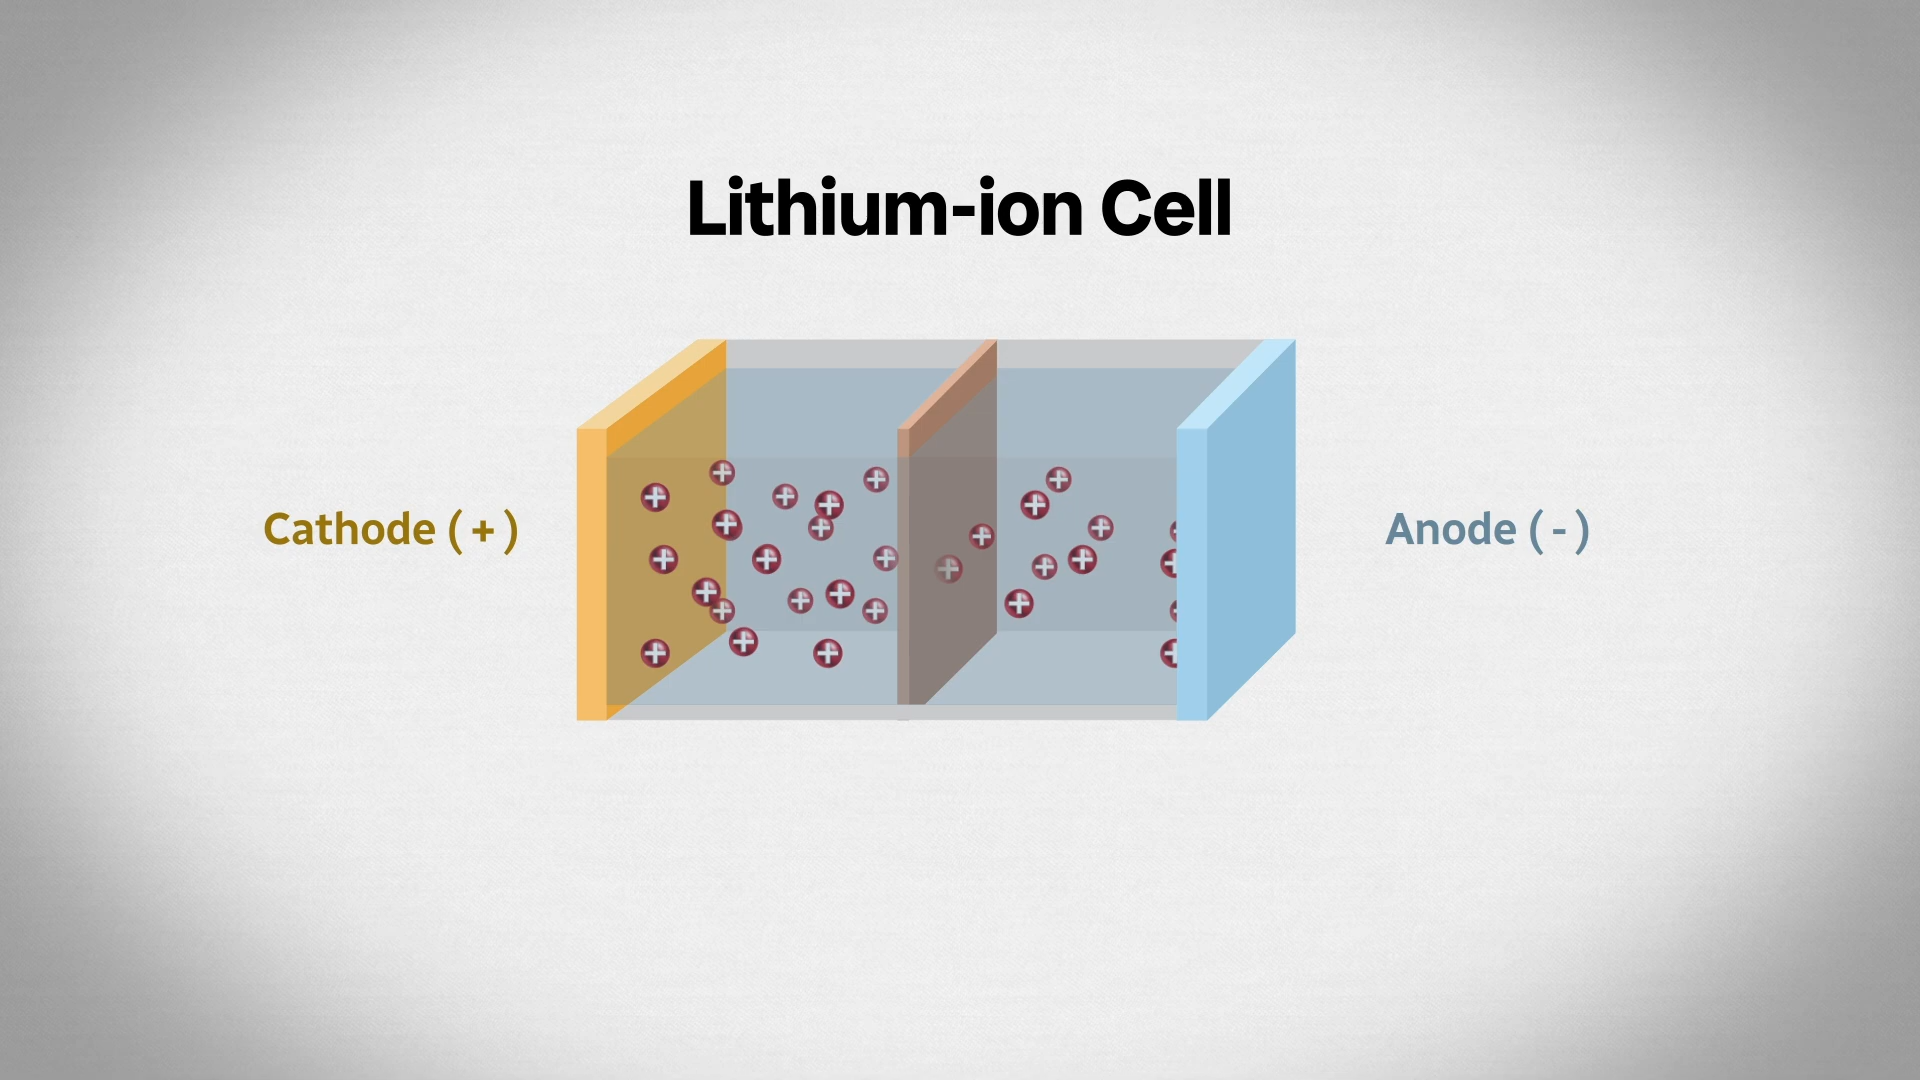 Lithium-ion Cell
Cathode ( + )
Anode ( - )